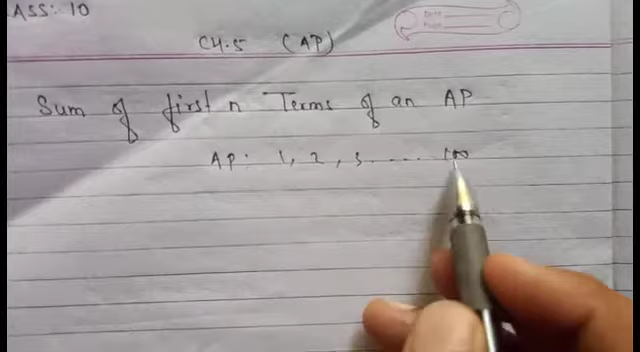 ASS: 10
CH.5 (AP)
Sum of first n Terms of an AP
AP: 1, 2, 3 ..... 100